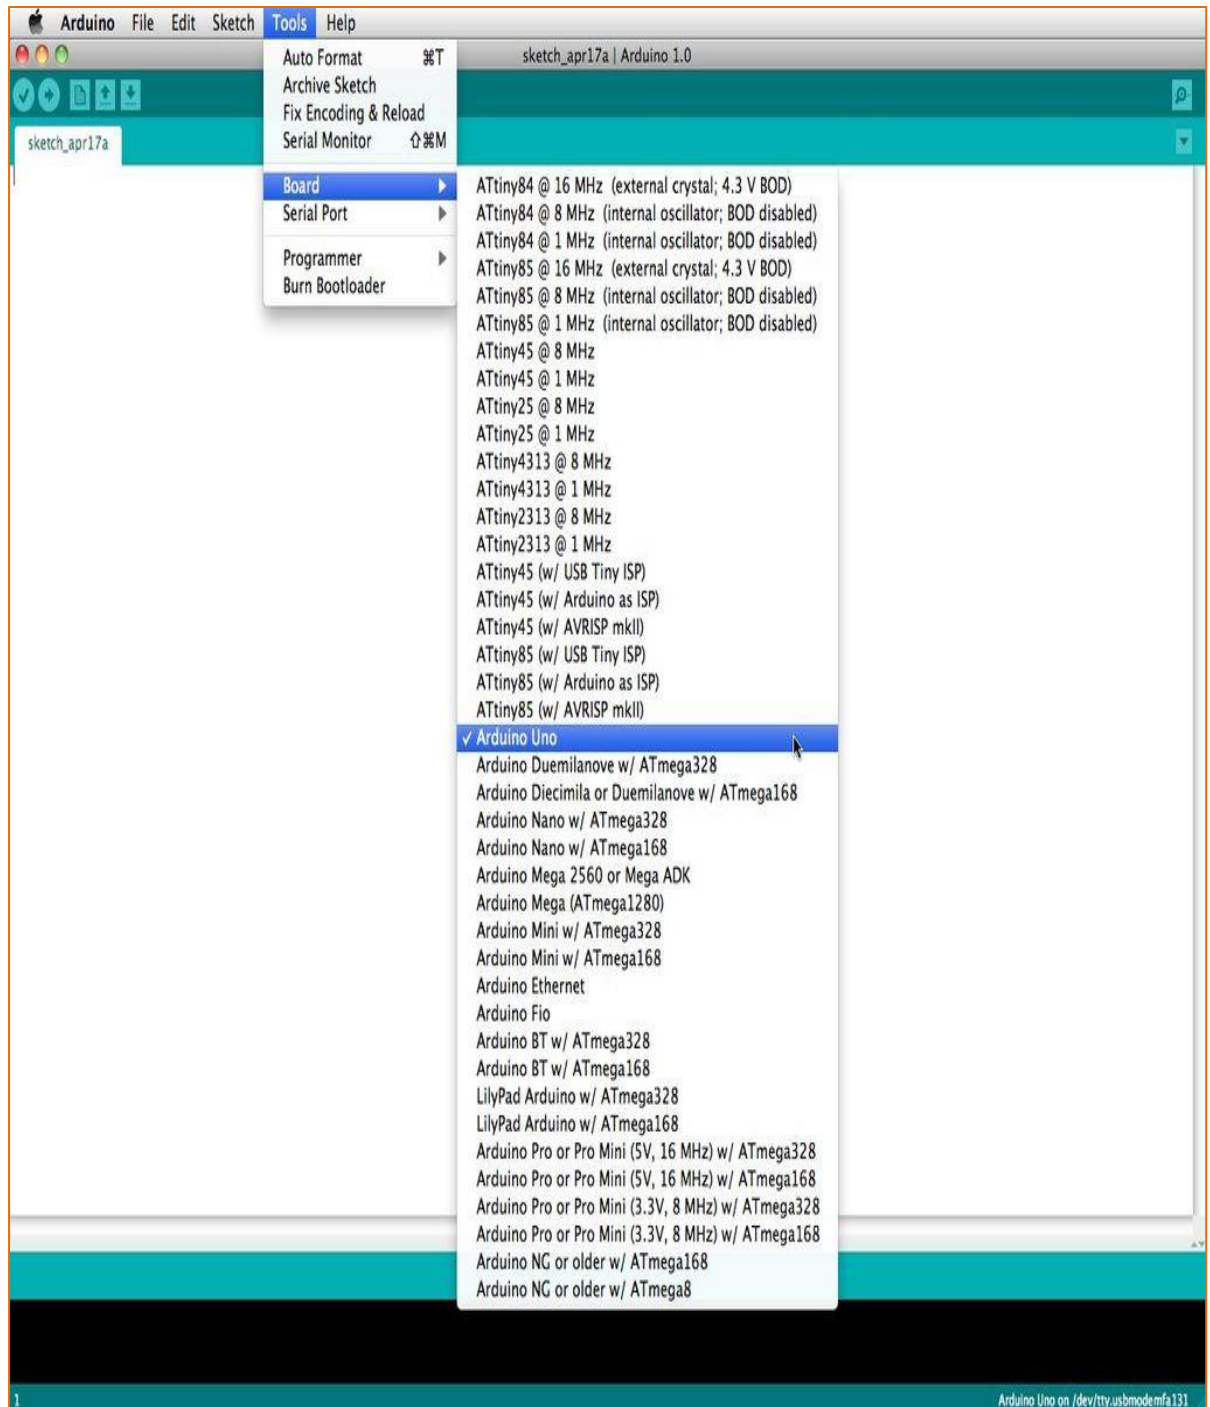 Arduino File Edit Sketch Tools Help
sketch_apr17a | Arduino 1.0
Auto Format ⌘T
Archive Sketch
Fix Encoding & Reload
Serial Monitor ⇧⌘M
sketch_apr17a
Board
Serial Port
Programmer
Burn Bootloader
ATtiny84 @ 16 MHz (external crystal; 4.3 V BOD)
ATtiny84 @ 8 MHz (internal oscillator; BOD disabled)
ATtiny84 @ 1 MHz (internal oscillator; BOD disabled)
ATtiny85 @ 16 MHz (external crystal; 4.3 V BOD)
ATtiny85 @ 8 MHz (internal oscillator; BOD disabled)
ATtiny85 @ 1 MHz (internal oscillator; BOD disabled)
ATtiny45 @ 8 MHz
ATtiny45 @ 1 MHz
ATtiny25 @ 8 MHz
ATtiny25 @ 1 MHz
ATtiny4313 @ 8 MHz
ATtiny4313 @ 1 MHz
ATtiny2313 @ 8 MHz
ATtiny2313 @ 1 MHz
ATtiny45 (w/ USB Tiny ISP)
ATtiny45 (w/ Arduino as ISP)
ATtiny45 (w/ AVRISP mkII)
ATtiny85 (w/ USB Tiny ISP)
ATtiny85 (w/ Arduino as ISP)
ATtiny85 (w/ AVRISP mkII)
✓ Arduino Uno
Arduino Duemilanove w/ ATmega328
Arduino Diecimila or Duemilanove w/ ATmega168
Arduino Nano w/ ATmega328
Arduino Nano w/ ATmega168
Arduino Mega 2560 or Mega ADK
Arduino Mega (ATmega1280)
Arduino Mini w/ ATmega328
Arduino Mini w/ ATmega168
Arduino Ethernet
Arduino Fio
Arduino BT w/ ATmega328
Arduino BT w/ ATmega168
LilyPad Arduino w/ ATmega328
LilyPad Arduino w/ ATmega168
Arduino Pro or Pro Mini (5V, 16 MHz) w/ ATmega328
Arduino Pro or Pro Mini (5V, 16 MHz) w/ ATmega168
Arduino Pro or Pro Mini (3.3V, 8 MHz) w/ ATmega328
Arduino Pro or Pro Mini (3.3V, 8 MHz) w/ ATmega168
Arduino NG or older w/ ATmega168
Arduino NG or older w/ ATmega8
1
Arduino Uno on /dev/tty.usbmodemfa131